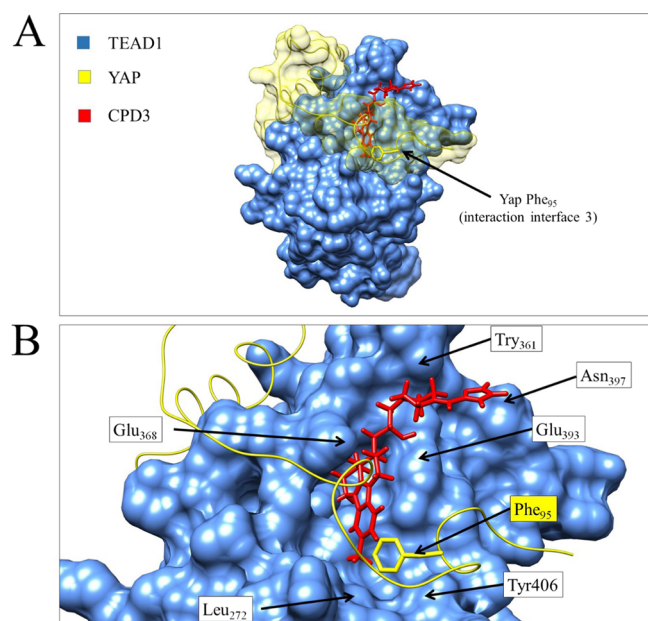 A
TEAD1
YAP
CPD3
Yap Phe₉₅
(interaction interface 3)
B
Try₃₆₁
Asn₃₉₇
Glu₃₆₈
Glu₃₉₃
Phe₉₅
Tyr406
Leu₂₇₂